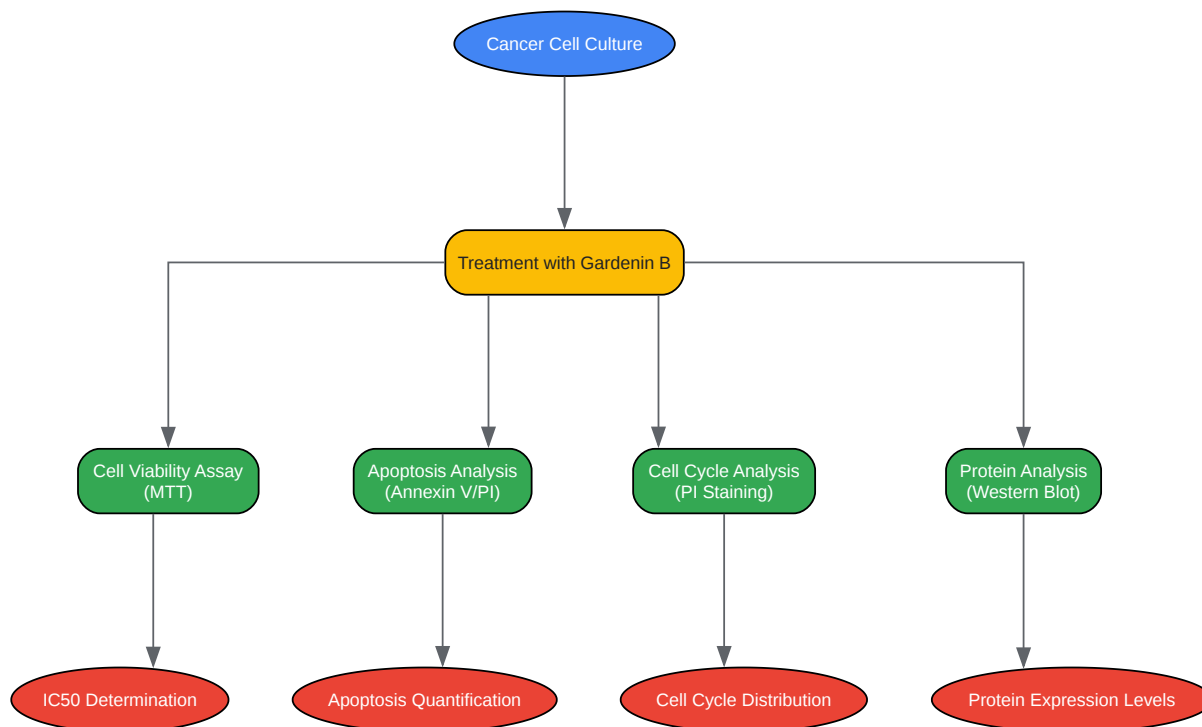 Cancer Cell Culture
Treatment with Gardenin B
Cell Viability Assay
(MTT)
Apoptosis Analysis
(Annexin V/PI)
Cell Cycle Analysis
(PI Staining)
Protein Analysis
(Western Blot)
IC50 Determination
Apoptosis Quantification
Cell Cycle Distribution
Protein Expression Levels